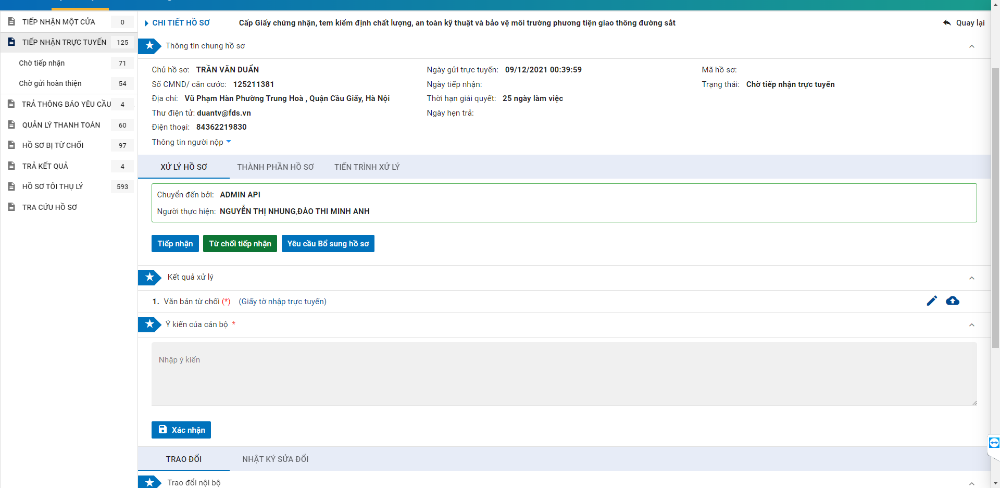 TIẾP NHẬN MỘT CỬA 0
TIẾP NHẬN TRỰC TUYẾN 125
Chờ tiếp nhận 71
Chờ gửi hoàn thiện 54
TRẢ THÔNG BÁO YÊU CẦU 4
QUẢN LÝ THANH TOÁN 60
HỒ SƠ BỊ TỪ CHỐI 97
TRẢ KẾT QUẢ 4
HỒ SƠ TÔI THỤ LÝ 593
TRA CỨU HỒ SƠ
CHI TIẾT HỒ SƠ Cấp Giấy chứng nhận, tem kiểm định chất lượng, an toàn kỹ thuật và bảo vệ môi trường phương tiện giao thông đường sắt Quay lại
Thông tin chung hồ sơ
Chủ hồ sơ: TRẦN VĂN DUẨN
Số CMND/ căn cước: 125211381
Địa chỉ: Vũ Phạm Hàn Phường Trung Hoà , Quận Cầu Giấy, Hà Nội
Thư điện tử: duantv@fds.vn
Điện thoại: 84362219830
Thông tin người nộp
Ngày gửi trực tuyến: 09/12/2021 00:39:59
Ngày tiếp nhận:
Thời hạn giải quyết: 25 ngày làm việc
Ngày hẹn trả:
Mã hồ sơ:
Trạng thái: Chờ tiếp nhận trực tuyến
XỬ LÝ HỒ SƠ THÀNH PHẦN HỒ SƠ TIẾN TRÌNH XỬ LÝ
Chuyển đến bởi: ADMIN API
Người thực hiện: NGUYỄN THỊ NHUNG,ĐÀO THI MINH ANH
Tiếp nhận Từ chối tiếp nhận Yêu cầu Bổ sung hồ sơ
Kết quả xử lý
1. Văn bản từ chối (*) (Giấy tờ nhập trực tuyến)
Ý kiến của cán bộ *
Nhập ý kiến
Xác nhận
TRAO ĐỔI NHẬT KÝ SỬA ĐỔI
Trao đổi nội bộ